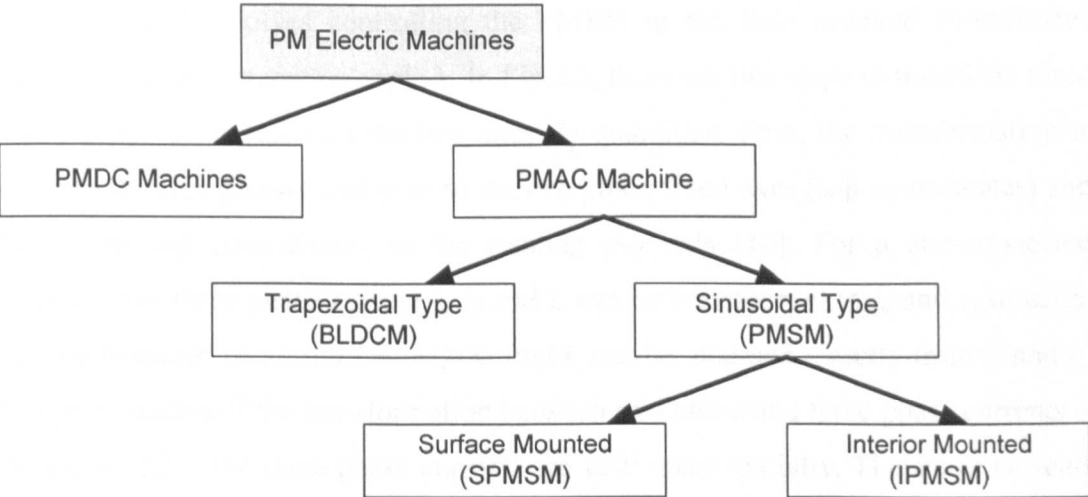 PM Electric Machines
PMDC Machines
PMAC Machine
Trapezoidal Type
(BLDCM)
Sinusoidal Type
(PMSM)
Surface Mounted
(SPMSM)
Interior Mounted
(IPMSM)